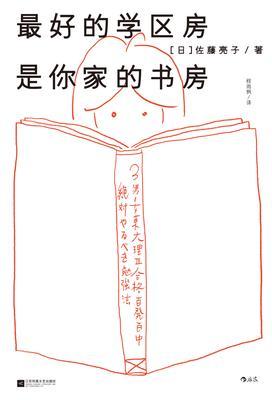 最好的学区房
是你家的书房
[日]佐藤亮子/著
程雨枫/译
3男1女東大理Ⅲ合格百発百中
絶対やるべき勉強法
江苏凤凰文艺出版社
后浪